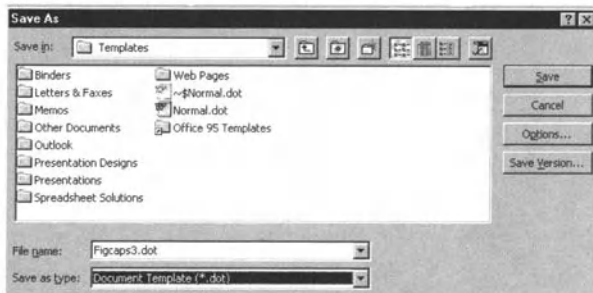 Save As
Save in: Templates
Binders
Letters & Faxes
Memos
Other Documents
Outlook
Presentation Designs
Presentations
Spreadsheet Solutions
Web Pages
~$Normal.dot
Normal.dot
Office 95 Templates
Save
Cancel
Options...
Save Version...
File name: Figcaps3.dot
Save as type: Document Template (*.dot)